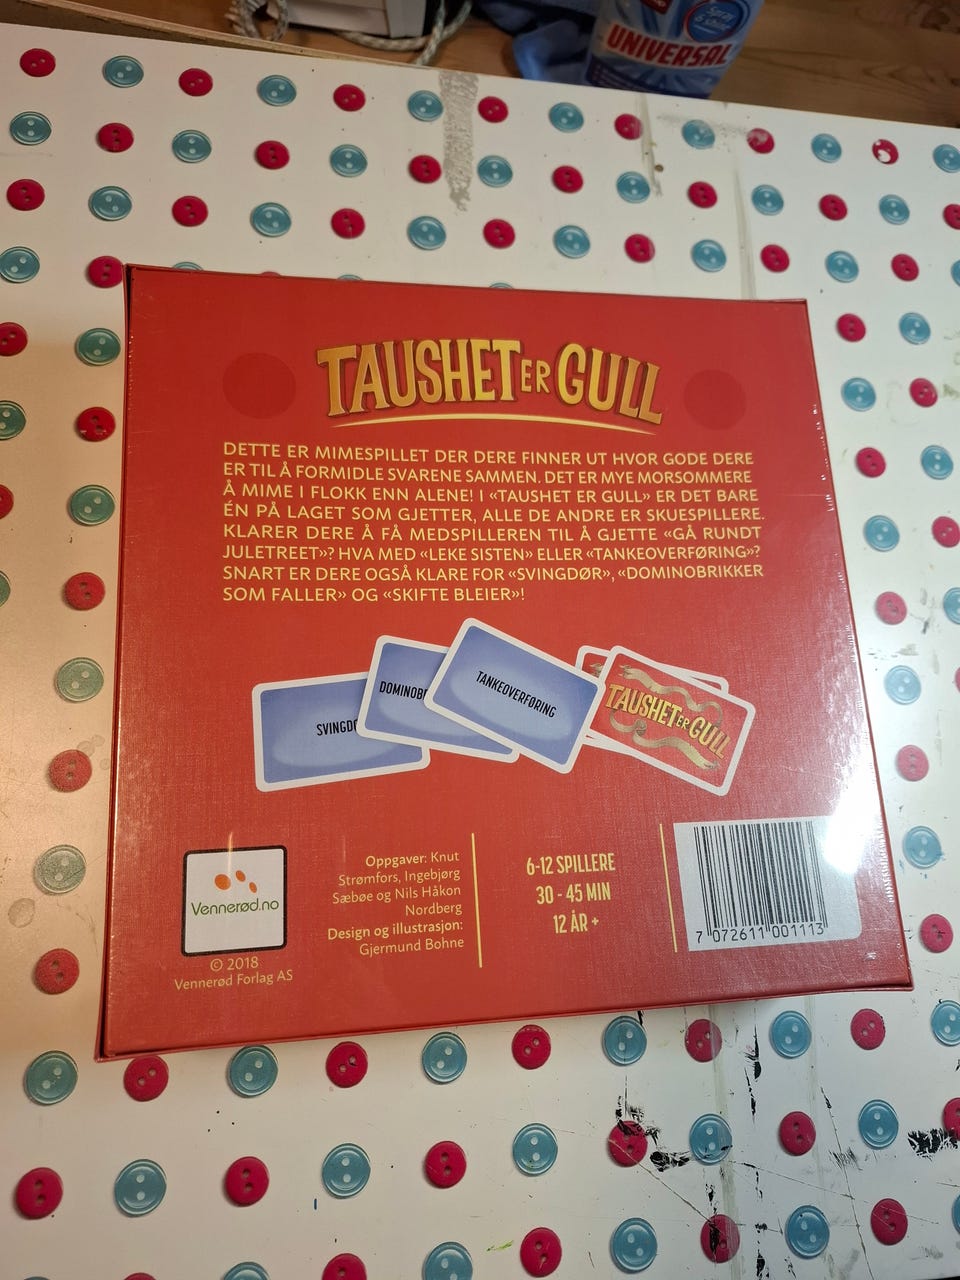 Spray
UNIVERSAL
TAUSHET ER GULL
DETTE ER MIMESPILLET DER DERE FINNER UT HVOR GODE DERE
ER TIL Å FORMIDLE SVARENE SAMMEN. DET ER MYE MORSOMMERE
Å MIME I FLOKK ENN ALENE! I «TAUSHET ER GULL» ER DET BARE
ÉN PÅ LAGET SOM GJETTER, ALLE DE ANDRE ER SKUESPILLERE.
KLARER DERE Å FÅ MEDSPILLEREN TIL Å GJETTE «GÅ RUNDT
JULETREET»? HVA MED «LEKE SISTEN» ELLER «TANKEOVERFØRING»?
SNART ER DERE OGSÅ KLARE FOR «SVINGDØR», «DOMINOBRIKKER
SOM FALLER» OG «SKIFTE BLEIER»!
SVINGD
DOMINOB
TANKEOVERFØRING
TAUSHET ER GULL
Vennerød.no
© 2018
Vennerød Forlag AS
Oppgaver: Knut
Strømfors, Ingebjørg
Sæbøe og Nils Håkon
Nordberg
Design og illustrasjon:
Gjermund Bohne
6-12 SPILLERE
30 - 45 MIN
12 ÅR +
7 072611 001113